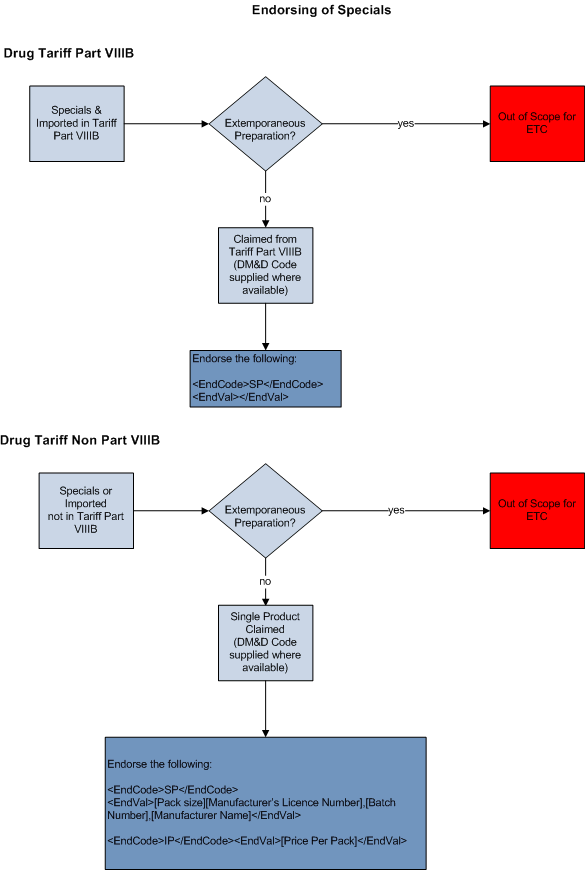 Endorsing of Specials
Drug Tariff Part VIIIB
Specials &
Imported in Tariff
Part VIIIB
Extemporaneous
Preparation?
yes
Out of Scope for
ETC
no
Claimed from
Tariff Part VIIIB
(DM&D Code
supplied where
available)
Endorse the following:
<EndCode>SP</EndCode>
<EndVal></EndVal>
Drug Tariff Non Part VIIIB
Specials or
Imported
not in Tariff Part
VIIIB
Extemporaneous
Preparation?
yes
Out of Scope for
ETC
no
Single Product
Claimed
(DM&D Code
supplied where
available)
Endorse the following:
<EndCode>SP</EndCode>
<EndVal>[Pack size][Manufacturer's Licence Number],[Batch
Number],[Manufacturer Name]</EndVal>
<EndCode>IP</EndCode><EndVal>[Price Per Pack]</EndVal>